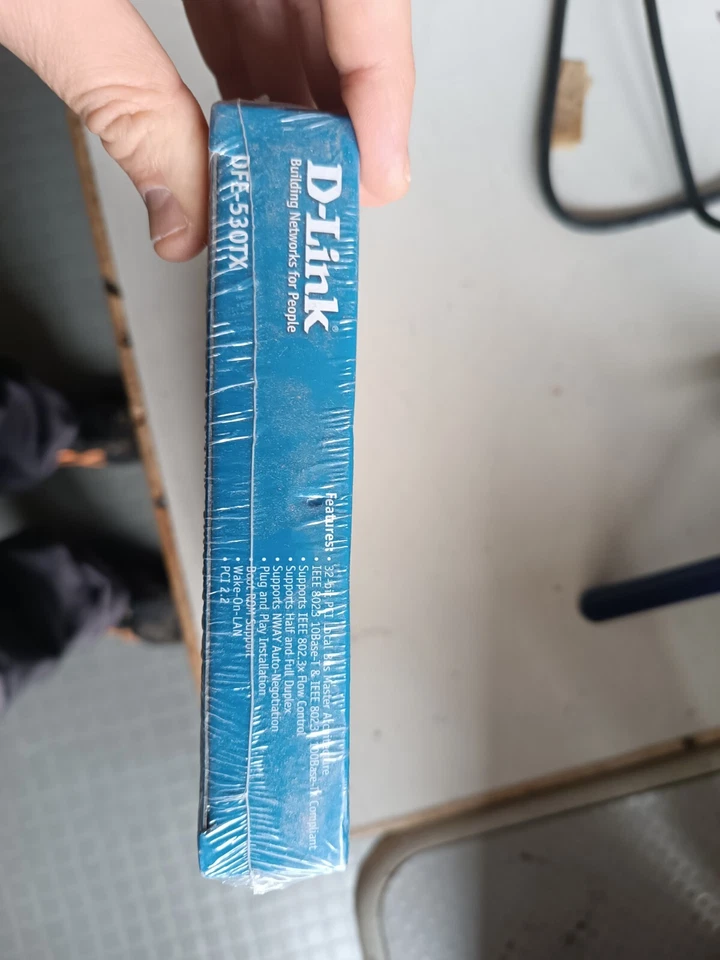 D-Link®
Building Networks for People
DFE-530TX
Features:
• 32-bit PCI Local Bus Master Architecture
• IEEE 802.3 10Base-T & IEEE 802.3 100Base-TX Compliant
• Supports IEEE 802.3x Flow Control
• Supports Half and Full Duplex
• Supports NWAY Auto-Negotiation
• Plug and Play Installation
Boot ROM Support
• Wake-On-LAN
• PCI 2.2